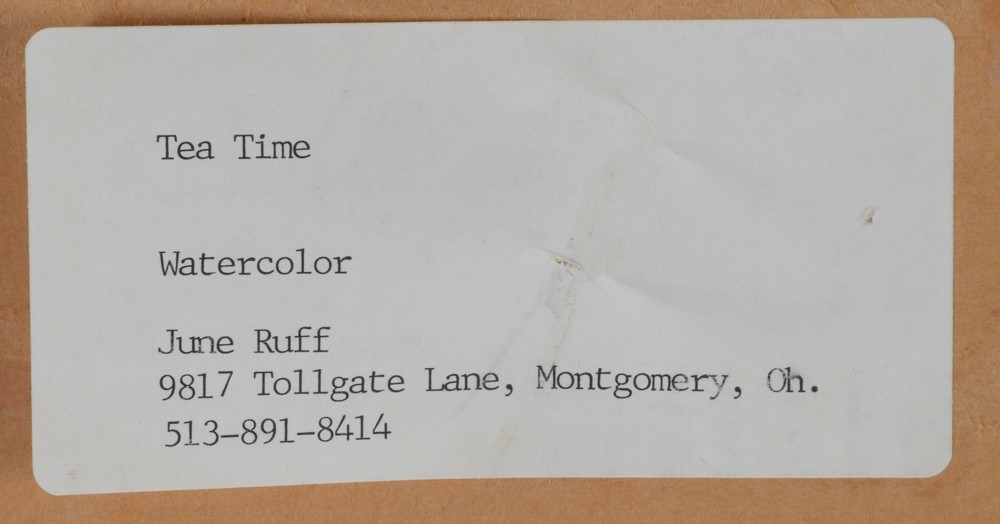 Tea Time
Watercolor
June Ruff
9817 Tollgate Lane, Montgomery, Oh.
513-891-8414